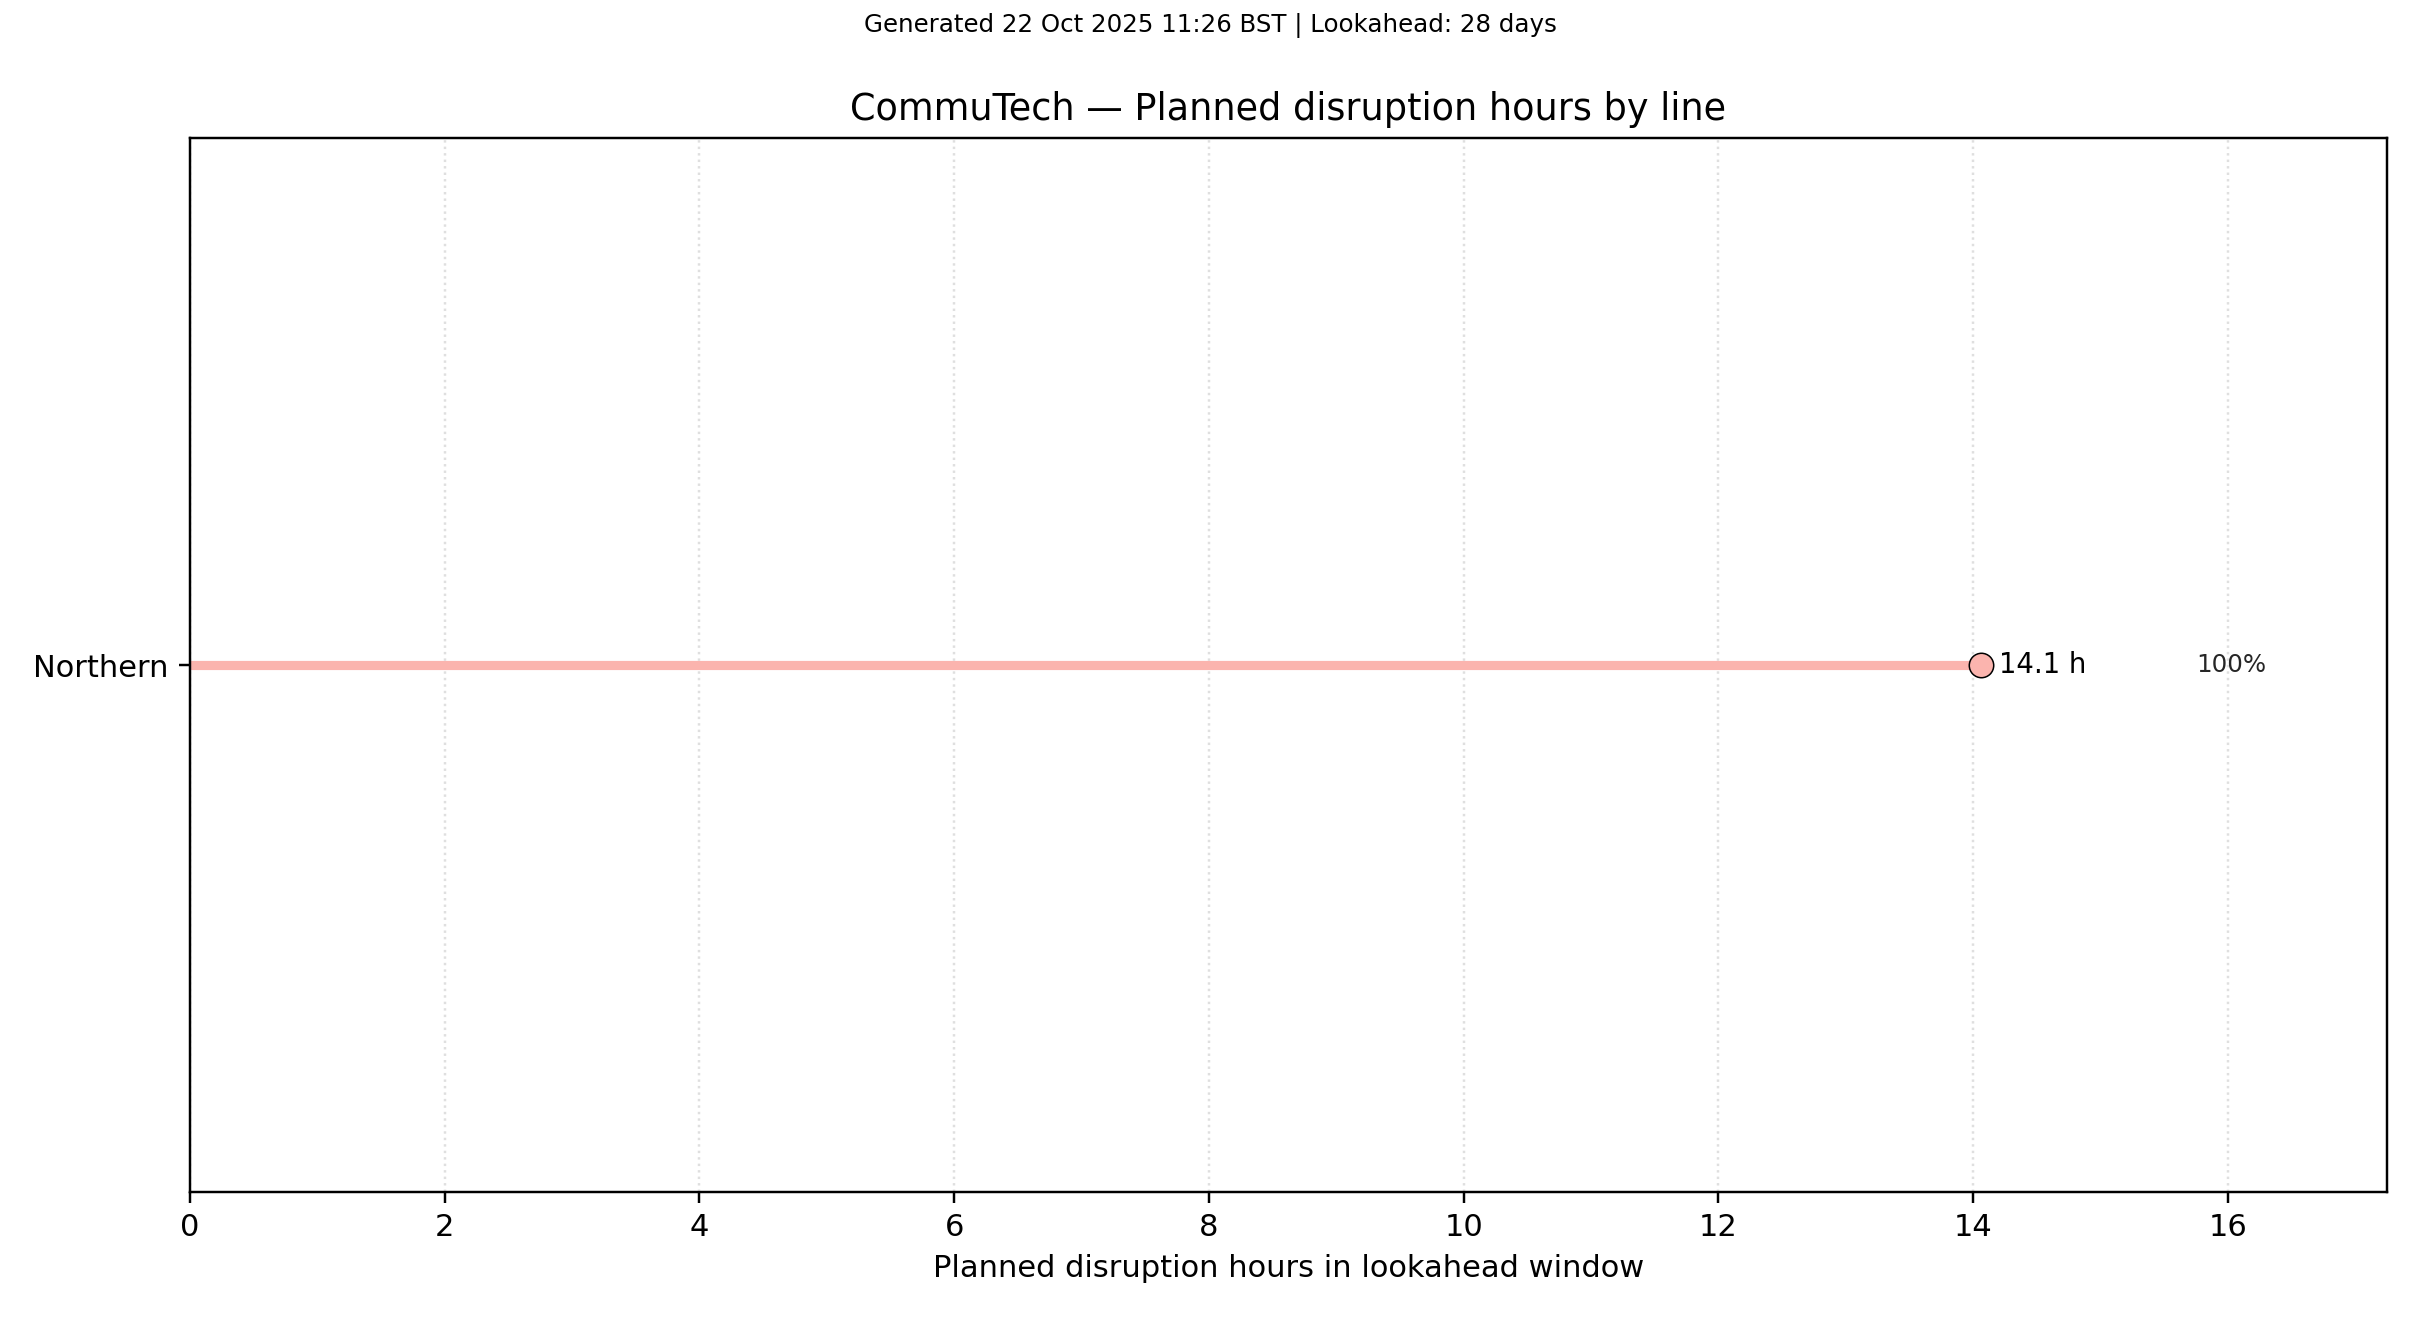 Generated 22 Oct 2025 11:26 BST | Lookahead: 28 days
CommuTech — Planned disruption hours by line
Northern
14.1 h
100%
0 2 4 6 8 10 12 14 16
Planned disruption hours in lookahead window